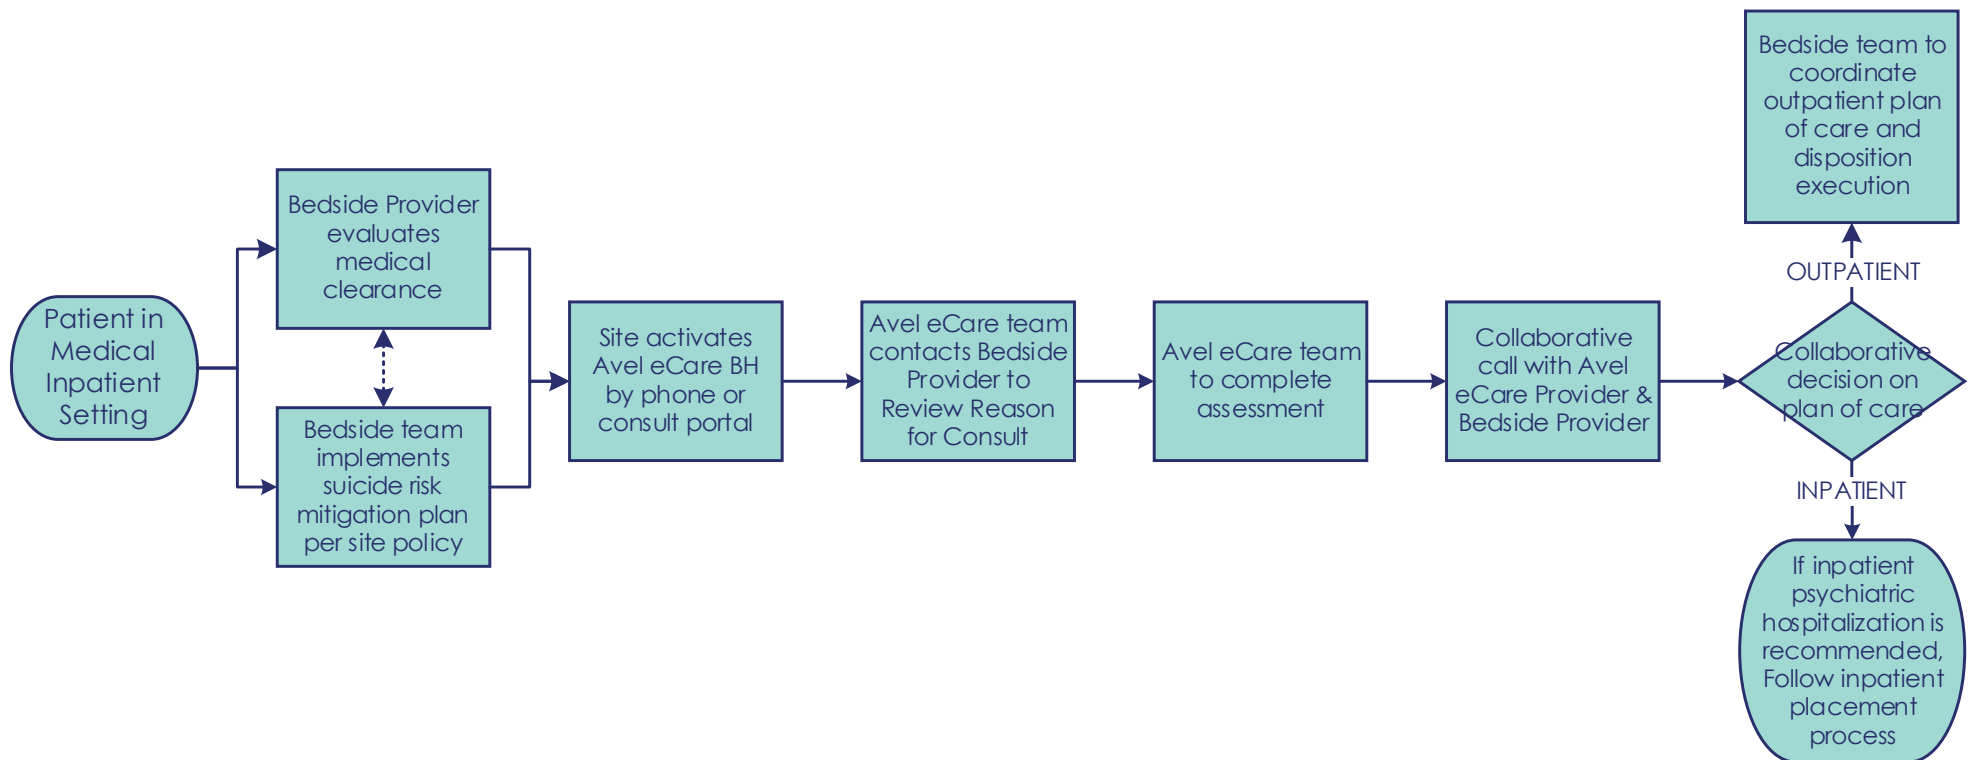 Patient in
Medical
Inpatient
Setting
Bedside Provider
evaluates
medical
clearance
Bedside team
implements
suicide risk
mitigation plan
per site policy
Site activates
Avel eCare BH
by phone or
consult portal
Avel eCare team
contacts Bedside
Provider to
Review Reason
for Consult
Avel eCare team
to complete
assessment
Collaborative
call with Avel
eCare Provider &
Bedside Provider
Collaborative
decision on
plan of care
OUTPATIENT
Bedside team to
coordinate
outpatient plan
of care and
disposition
execution
INPATIENT
If inpatient
psychiatric
hospitalization is
recommended,
Follow inpatient
placement
process